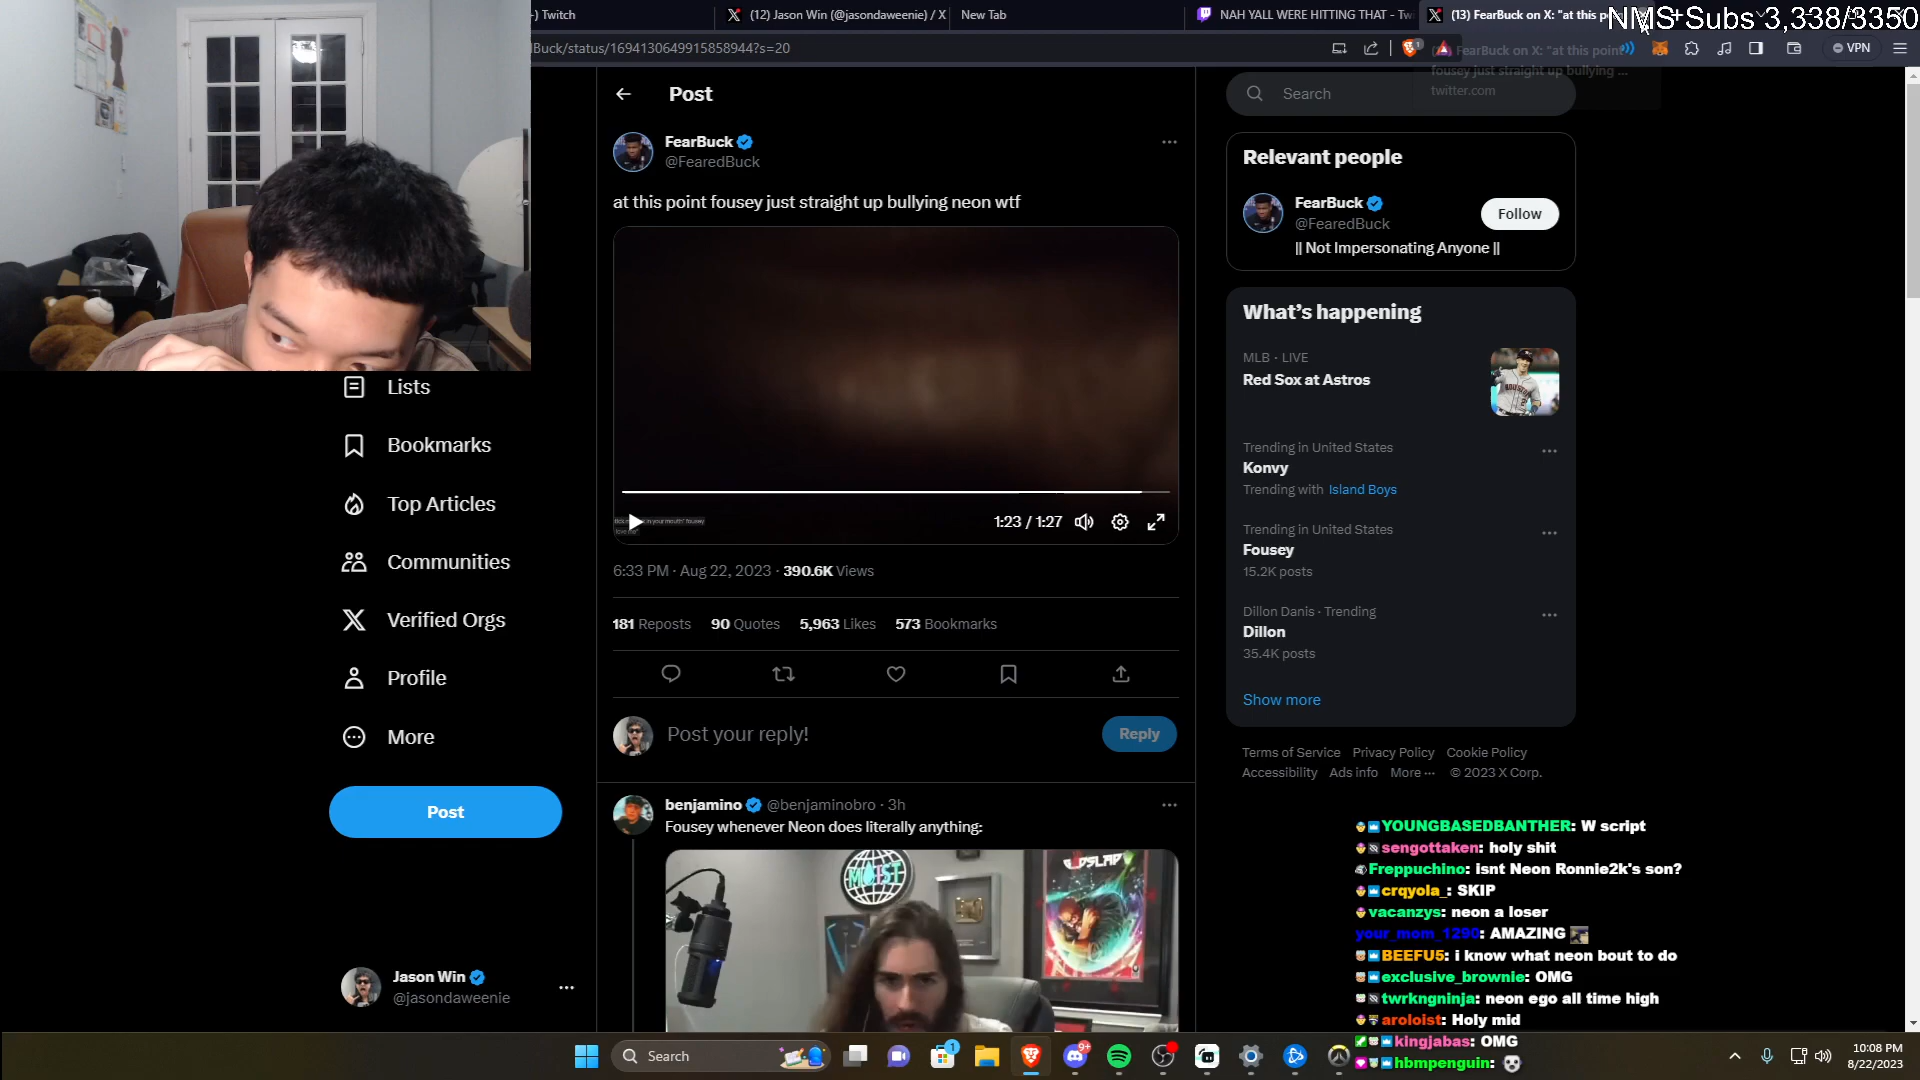 -) Twitch
(12) Jason Win (@jasondaweenie) / X
New Tab
NAH YALL WERE HITTING THAT - Tw
(13) FearBuck on X: "at this po
NMS+Subs 3,338/3350
Buck/status/1694130649915858944?s=20
1
VPN
FearBuck on X: "at this point
fousey just straight up bullying ...
twitter.com
Post
Search
FearBuck
@FearedBuck
at this point fousey just straight up bullying neon wtf
1:23 / 1:27
6:33 PM · Aug 22, 2023 · 390.6K Views
181 Reposts 90 Quotes 5,963 Likes 573 Bookmarks
Post your reply!
Reply
benjamino @benjaminobro · 3h
Fousey whenever Neon does literally anything:
MOIST
Relevant people
FearBuck
@FearedBuck
Follow
|| Not Impersonating Anyone ||
What's happening
MLB · LIVE
Red Sox at Astros
Trending in United States
Konvy
Trending with Island Boys
Trending in United States
Fousey
15.2K posts
Dillon Danis · Trending
Dillon
35.4K posts
Show more
Terms of Service Privacy Policy Cookie Policy
Accessibility Ads info More ··· © 2023 X Corp.
Lists
Bookmarks
Top Articles
Communities
Verified Orgs
Profile
More
Post
Jason Win
@jasondaweenie
YOUNGBASEDBANTHER: W script
sengottaken: holy shit
Freppuchino: isnt Neon Ronnie2k's son?
crqyola_: SKIP
vacanzys: neon a loser
your_mom_1290: AMAZING
BEEFU5: i know what neon bout to do
exclusive_brownie: OMG
twrkngninja: neon ego all time high
aroloist: Holy mid
kingjabas: OMG
hbmpenguin:
Search
1
9+
10:08 PM
8/22/2023